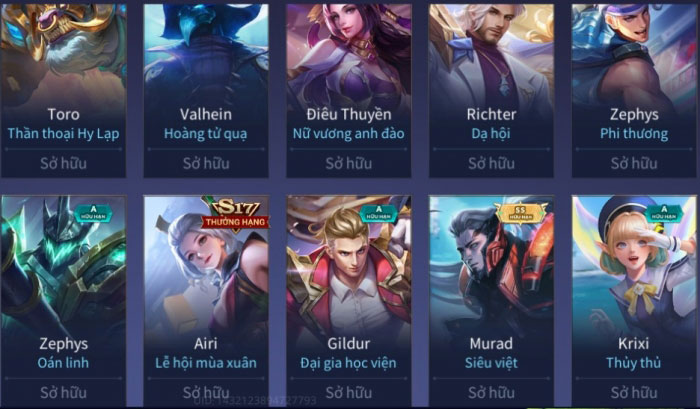 Toro
Thần thoại Hy Lạp
Sở hữu
Valhein
Hoàng tử quạ
Sở hữu
Điêu Thuyền
Nữ vương anh đào
Sở hữu
Richter
Dạ hội
Sở hữu
Zephys
Phi thương
Sở hữu
A
HỮU HẠN
Zephys
Oán linh
Sở hữu
S17
THƯỞNG HẠNG
Airi
Lễ hội mùa xuân
Sở hữu
A
HỮU HẠN
Gildur
Đại gia học viện
Sở hữu
SS
HỮU HẠN
Murad
Siêu việt
Sở hữu
A
HỮU HẠN
Krixi
Thủy thủ
Sở hữu
UID: 1432123894727793